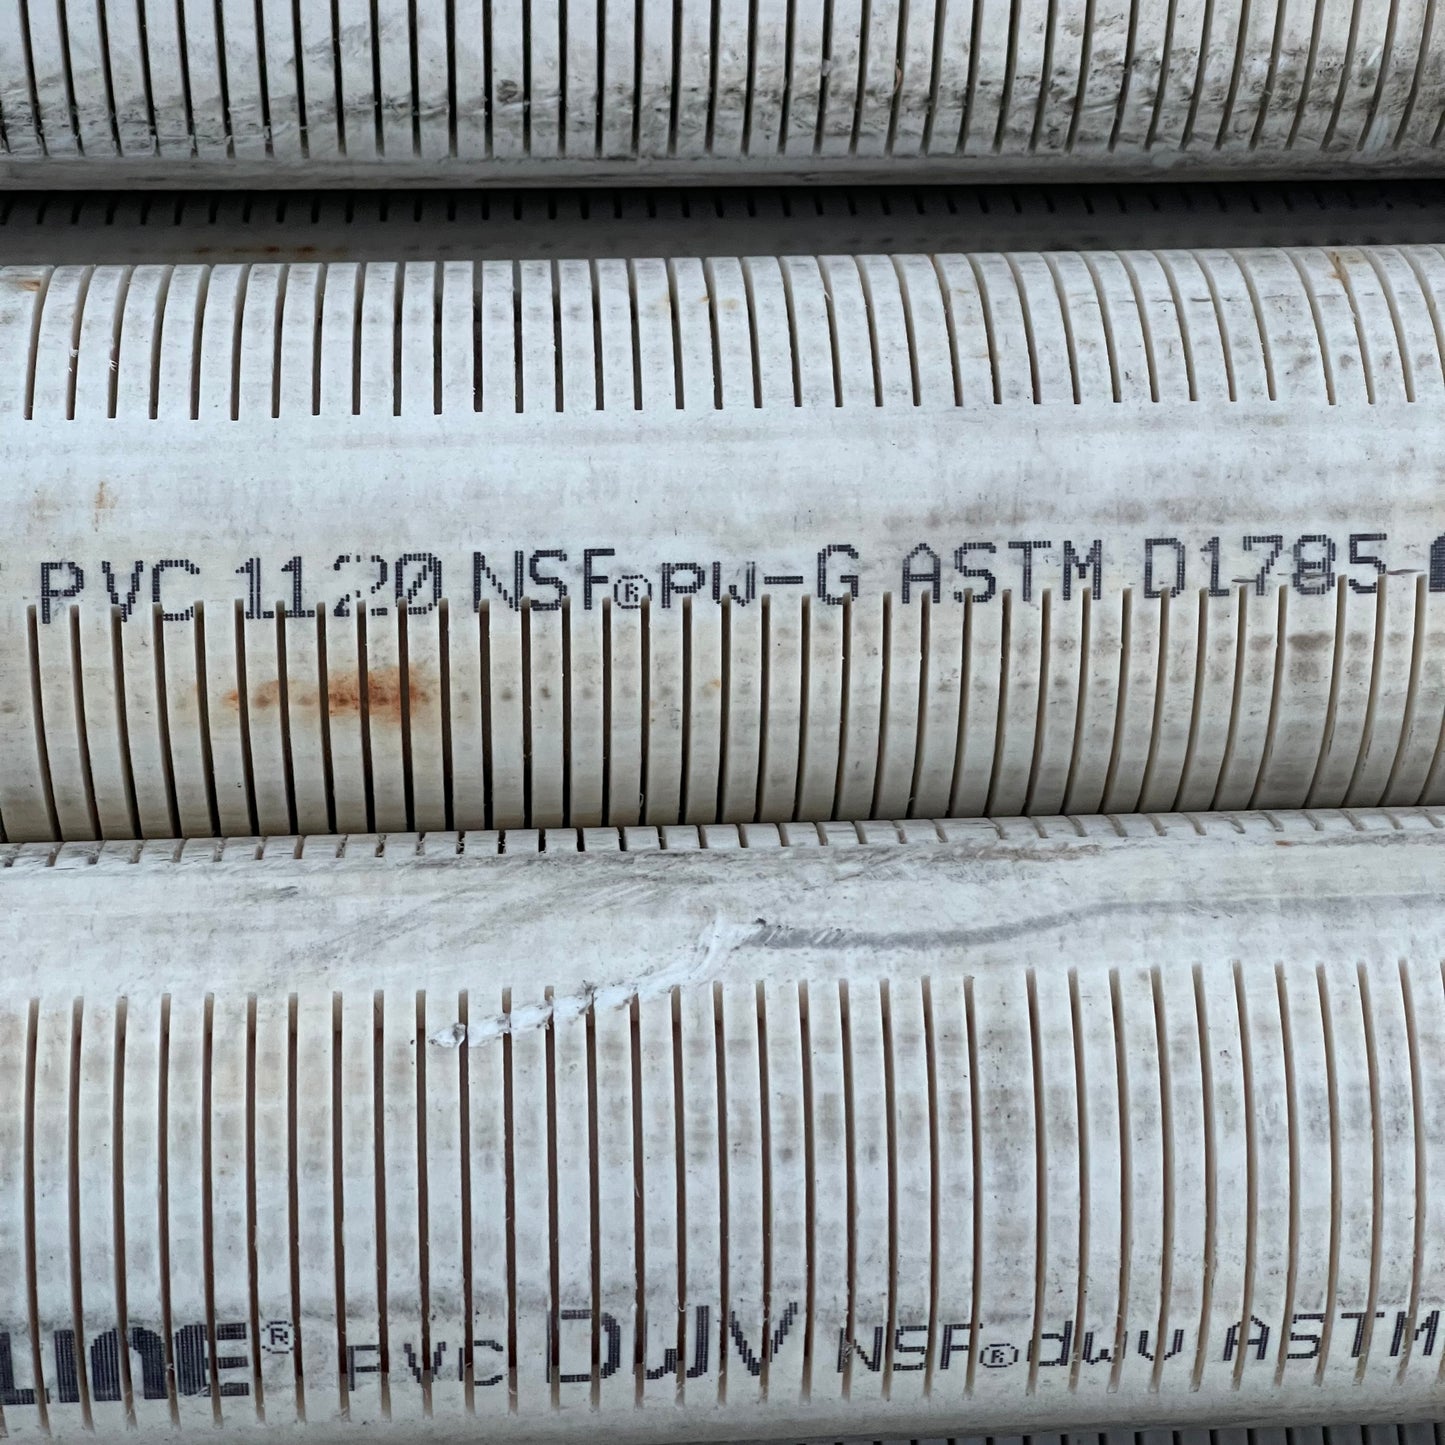 PVC 1120 NSF® pw-G ASTM D1785
LINE® PVC DWV NSF® dwv ASTM